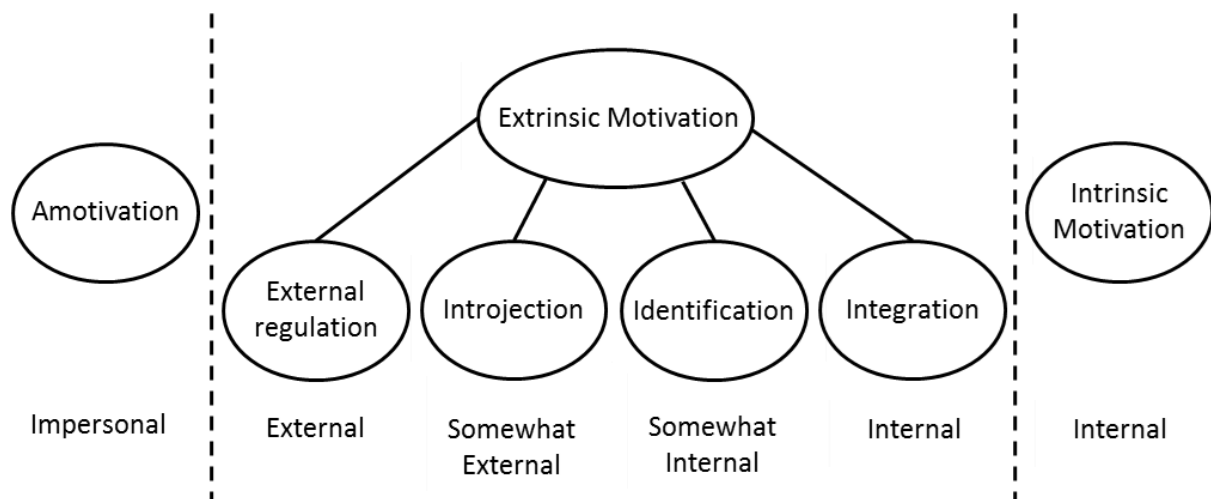 Extrinsic Motivation
Amotivation
Intrinsic
Motivation
External
regulation
Introjection
Identification
Integration
Impersonal
External
Somewhat
External
Somewhat
Internal
Internal
Internal